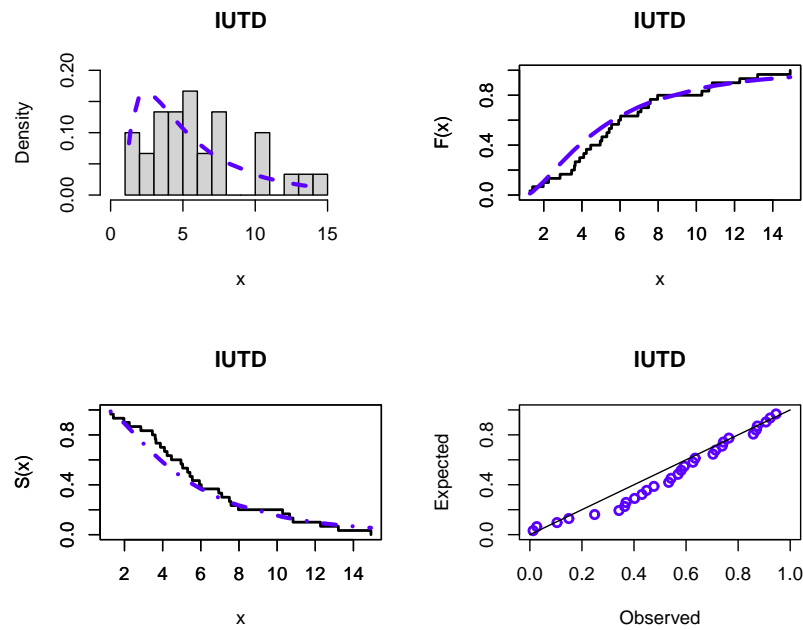 IUTD
Density
0.00 0.10 0.20
0 5 10 15
x
IUTD
F(x)
0.0 0.4 0.8
2 4 6 8 10 12 14
x
IUTD
S(x)
0.0 0.4 0.8
2 4 6 8 10 12 14
x
IUTD
Expected
0.0 0.4 0.8
0.0 0.2 0.4 0.6 0.8 1.0
Observed